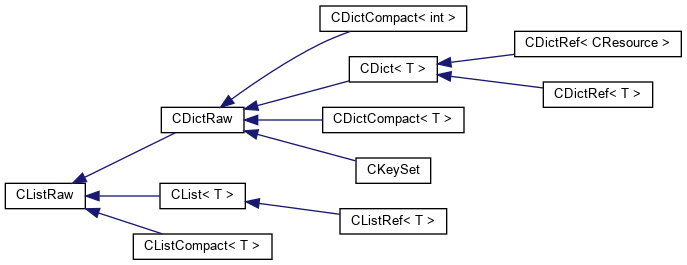 CDictCompact< int >
CDictRef< CResource >
CDict< T >
CDictRef< T >
CDictRaw
CDictCompact< T >
CKeySet
CListRaw
CList< T >
CListRef< T >
CListCompact< T >